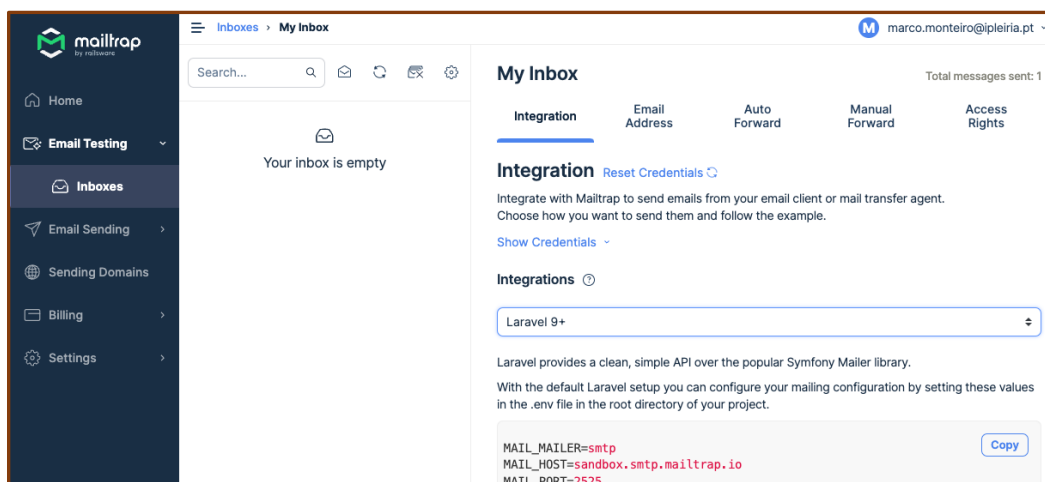 mailtrap
by railsware
Home
Email Testing
Inboxes
Email Sending
Sending Domains
Billing
Settings
Inboxes › My Inbox
M marco.monteiro@ipleiria.pt
Search...
Your inbox is empty
My Inbox
Total messages sent: 1
Integration
Email
Address
Auto
Forward
Manual
Forward
Access
Rights
Integration Reset Credentials
Integrate with Mailtrap to send emails from your email client or mail transfer agent.
Choose how you want to send them and follow the example.
Show Credentials
Integrations ?
Laravel 9+
Laravel provides a clean, simple API over the popular Symfony Mailer library.
With the default Laravel setup you can configure your mailing configuration by setting these values
in the .env file in the root directory of your project.
Copy
MAIL_MAILER=smtp
MAIL_HOST=sandbox.smtp.mailtrap.io
MAIL_PORT=2525